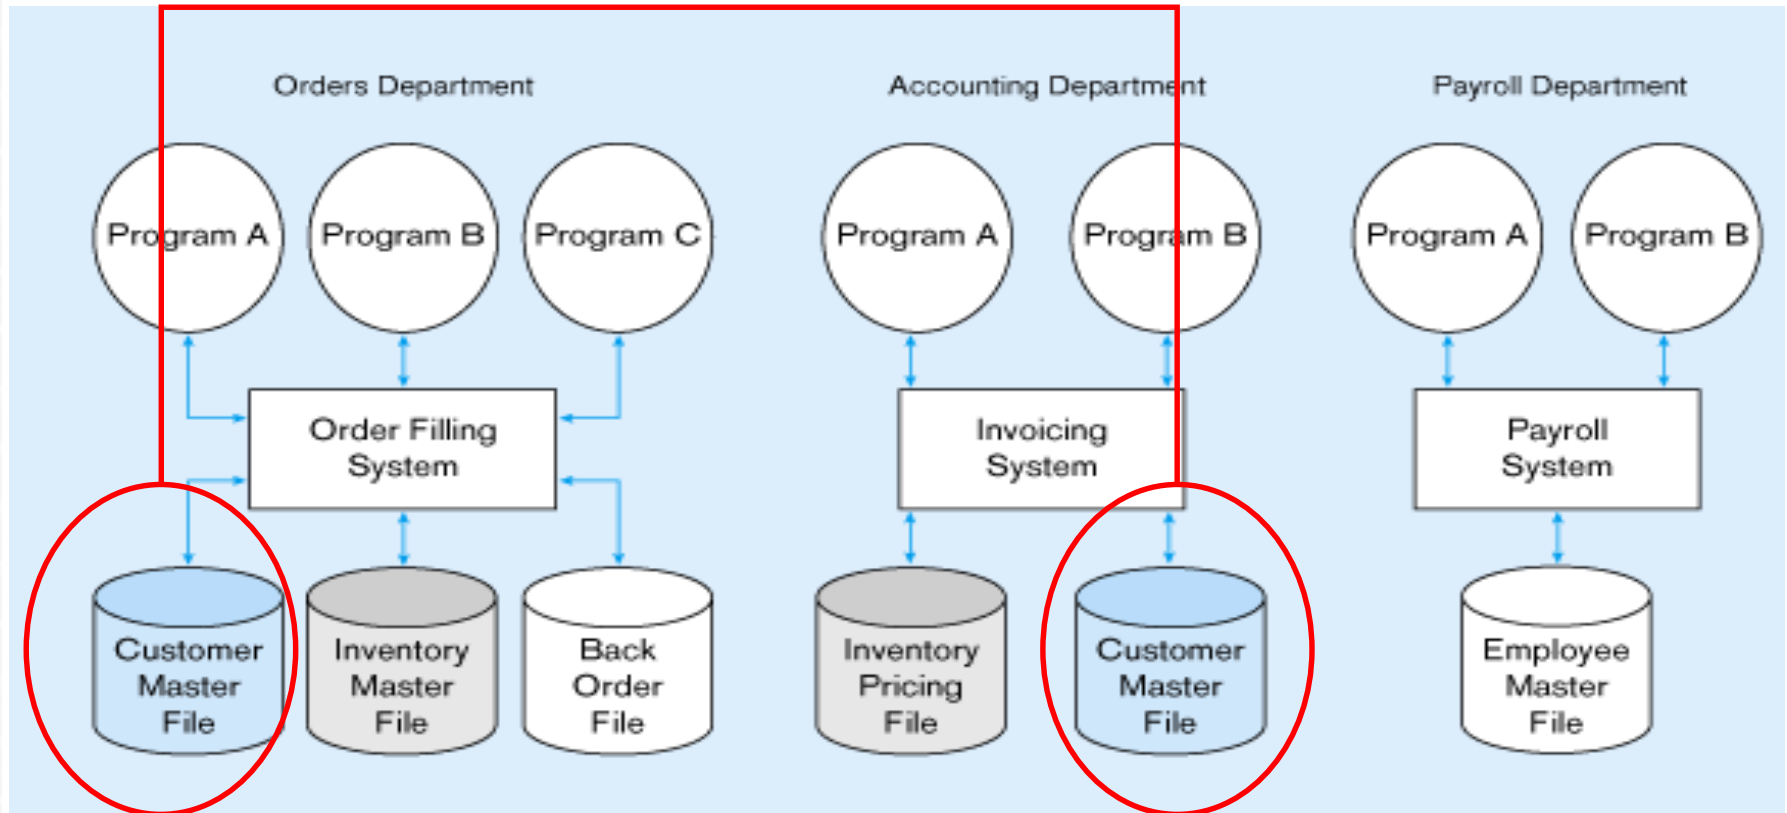 Orders Department
Accounting Department
Payroll Department
Program A
Program B
Program C
Program A
Program B
Program A
Program B
Order Filling
System
Invoicing
System
Payroll
System
Customer
Master
File
Inventory
Master
File
Back
Order
File
Inventory
Pricing
File
Customer
Master
File
Employee
Master
File